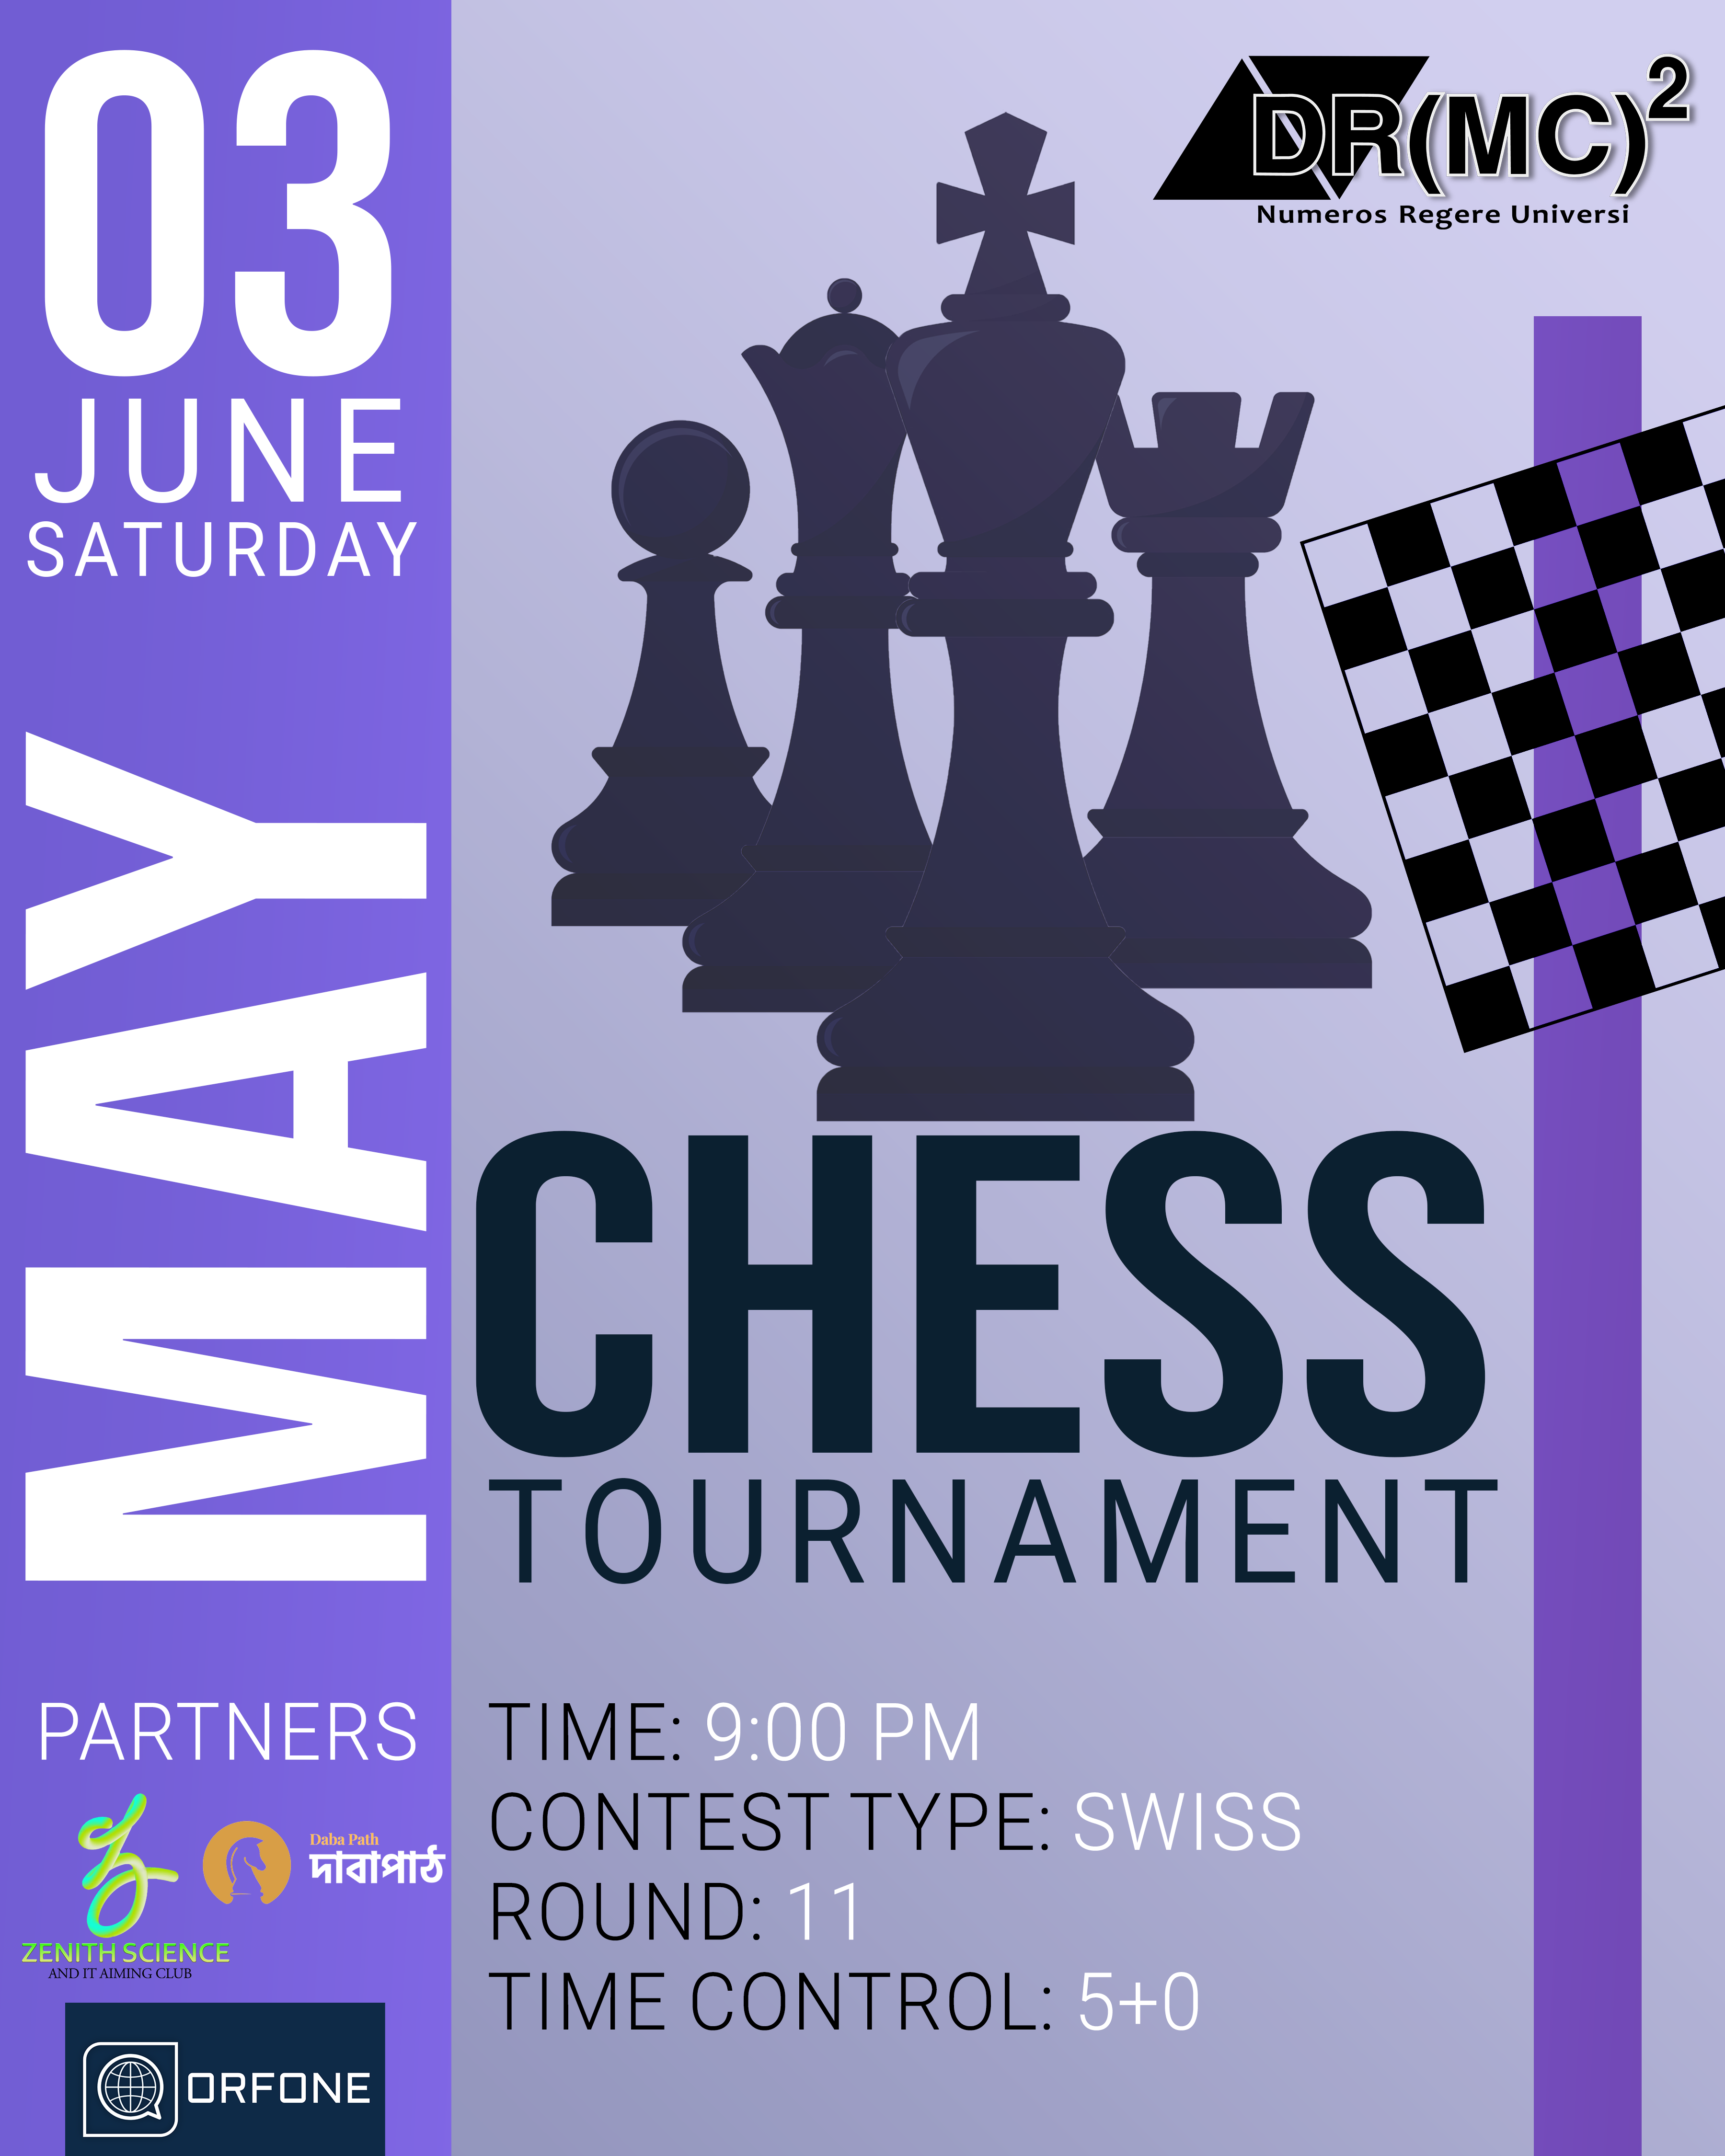 03
JUNE
SATURDAY
MAY
PARTNERS
ZENITH SCIENCE
AND IT AIMING CLUB
Daba Path
দাবাপাঠ
ORFONE
DR(MC)²
Numeros Regere Universi
CHESS
TOURNAMENT
TIME: 9:00 PM
CONTEST TYPE: SWISS
ROUND: 11
TIME CONTROL: 5+0